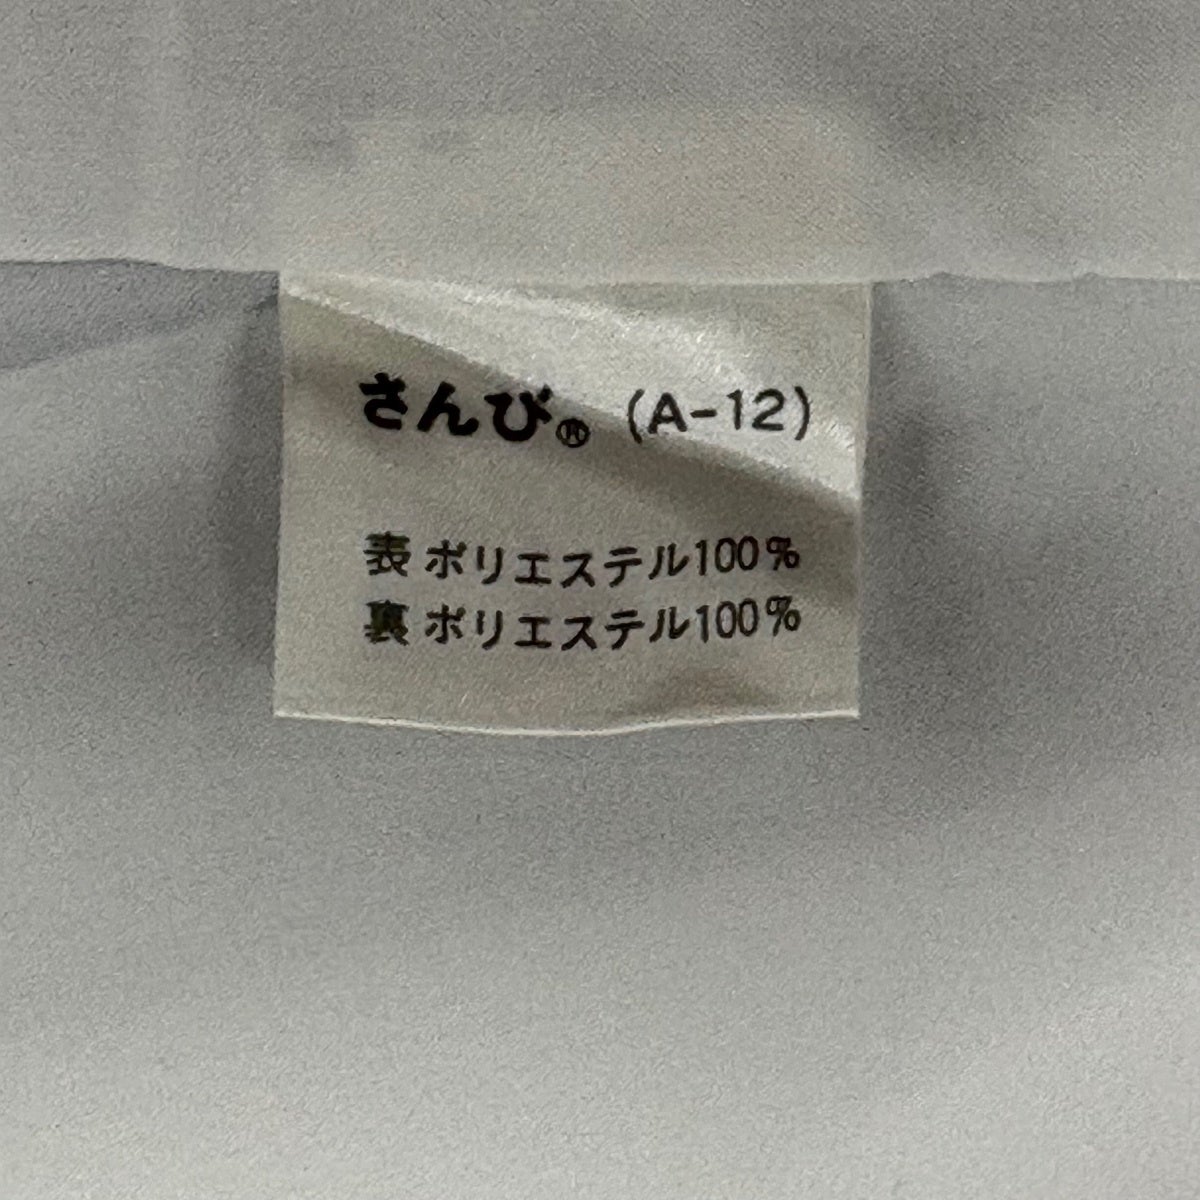 さんび® (A-12)
表 ポリエステル100%
裏 ポリエステル100%